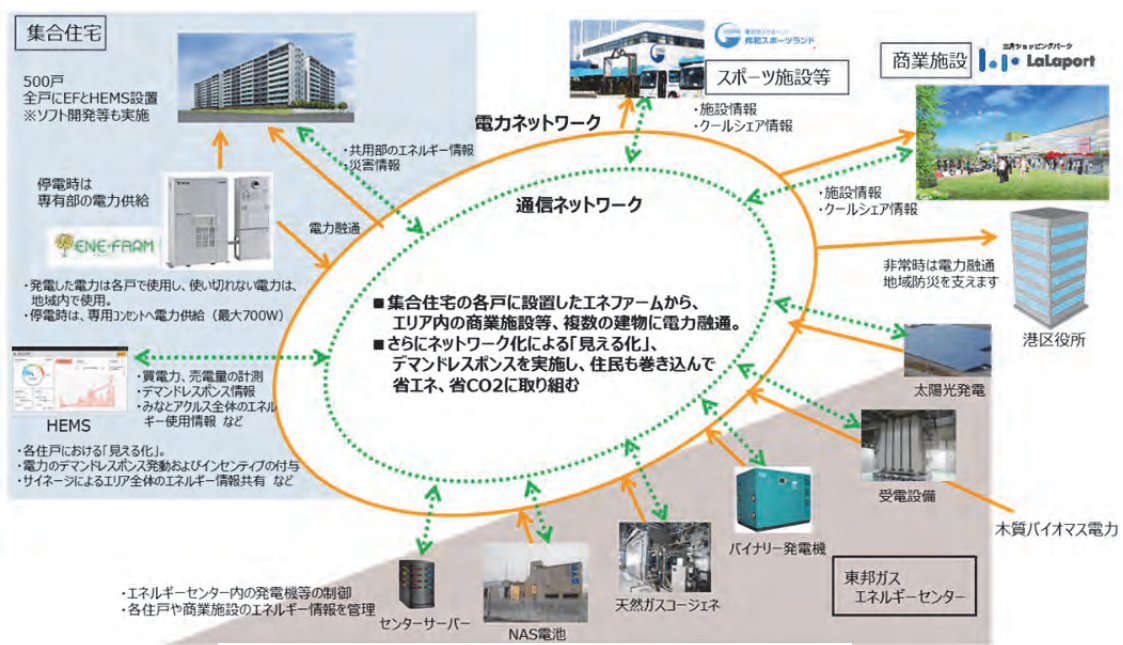 集合住宅
500戸
全戸にEFとHEMS設置
※ソフト開発等も実施
停電時は
専有部の電力供給
ENE・FARM
・発電した電力は各戸で使用し、使い切れない電力は、
地域内で使用。
・停電時は、専用コンセントへ電力供給（最大700W）
HEMS
・各住戸における「見える化」。
・電力のデマンドレスポンス発動およびインセンティブの付与
・サイネージによるエリア全体のエネルギー情報共有 など
・買電力、売電量の計測
・デマンドレスポンス情報
・みなとアクルス全体のエネル
ギー使用情報 など
・共用部のエネルギー情報
・災害情報
電力融通
電力ネットワーク
通信ネットワーク
■集合住宅の各戸に設置したエネファームから、
エリア内の商業施設等、複数の建物に電力融通。
■さらにネットワーク化による「見える化」、
デマンドレスポンスを実施し、住民も巻き込んで
省エネ、省CO2に取り組む
邦和スポーツランド
スポーツ施設等
・施設情報
・クールシェア情報
商業施設
三井ショッピングパーク
LaLaport
・施設情報
・クールシェア情報
非常時は電力融通
地域防災を支えます
港区役所
太陽光発電
受電設備
木質バイオマス電力
バイナリー発電機
天然ガスコージェネ
NAS
NAS電池
センターサーバー
・エネルギーセンター内の発電機等の制御
・各住戸や商業施設のエネルギー情報を管理
東邦ガス
エネルギーセンター